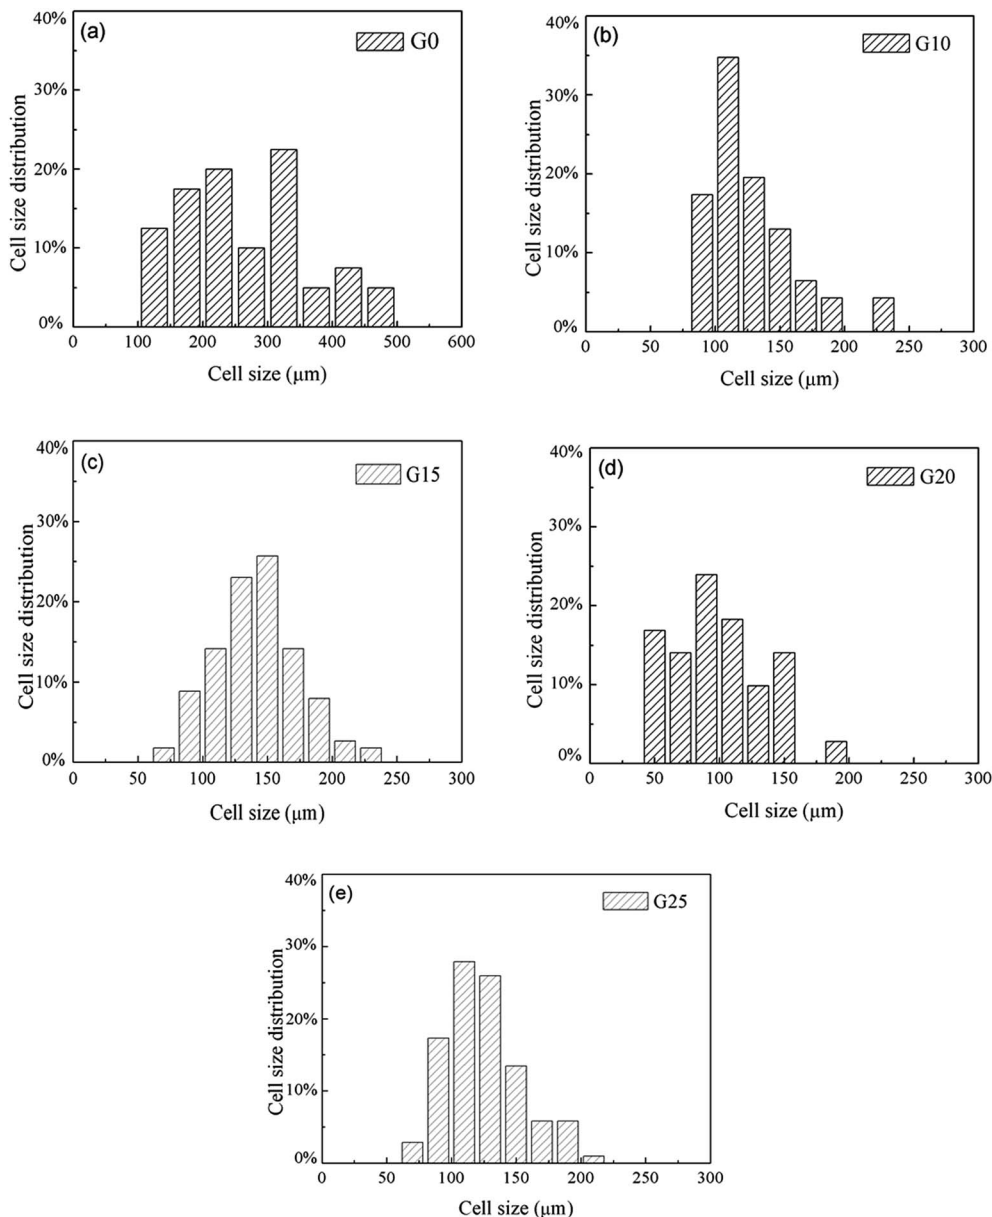 (a)
G0
40%
30%
20%
10%
0%
Cell size distribution
0 100 200 300 400 500 600
Cell size (μm)
(b)
G10
40%
30%
20%
10%
0%
Cell size distribution
0 50 100 150 200 250 300
Cell size (μm)
(c)
G15
40%
30%
20%
10%
0%
Cell size distribution
0 50 100 150 200 250 300
Cell size (μm)
(d)
G20
40%
30%
20%
10%
0%
Cell size distribution
0 50 100 150 200 250 300
Cell size (μm)
(e)
G25
40%
30%
20%
10%
0%
Cell size distribution
0 50 100 150 200 250 300
Cell size (μm)